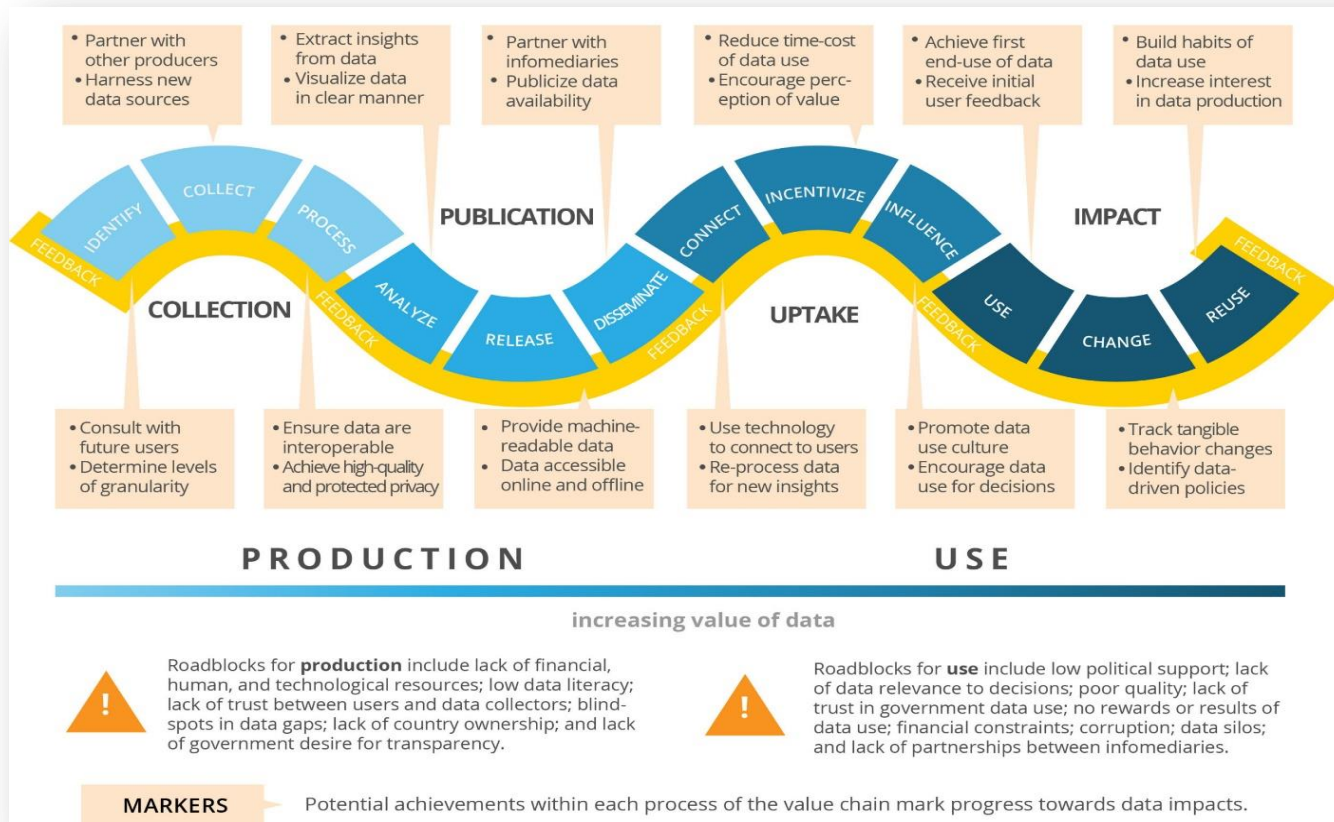 • Partner with
other producers
• Harness new
data sources
• Extract insights
from data
• Visualize data
in clear manner
• Partner with
infomediaries
• Publicize data
availability
• Reduce time-cost
of data use
• Encourage perc-
eption of value
• Achieve first
end-use of data
• Receive initial
user feedback
• Build habits of
data use
• Increase interest
in data production
IDENTIFY
COLLECT
PROCESS
ANALYZE
RELEASE
DISSEMINATE
CONNECT
INCENTIVIZE
INFLUENCE
USE
CHANGE
REUSE
FEEDBACK
FEEDBACK
FEEDBACK
FEEDBACK
FEEDBACK
COLLECTION
PUBLICATION
UPTAKE
IMPACT
• Consult with
future users
• Determine levels
of granularity
• Ensure data are
interoperable
• Achieve high-quality
and protected privacy
• Provide machine-
readable data
• Data accessible
online and offline
• Use technology
to connect to users
• Re-process data
for new insights
• Promote data
use culture
• Encourage data
use for decisions
• Track tangible
behavior changes
• Identify data-
driven policies
PRODUCTION
USE
increasing value of data
!
Roadblocks for production include lack of financial,
human, and technological resources; low data literacy;
lack of trust between users and data collectors; blind-
spots in data gaps; lack of country ownership; and lack
of government desire for transparency.
!
Roadblocks for use include low political support; lack
of data relevance to decisions; poor quality; lack of
trust in government data use; no rewards or results of
data use; financial constraints; corruption; data silos;
and lack of partnerships between infomediaries.
MARKERS
Potential achievements within each process of the value chain mark progress towards data impacts.